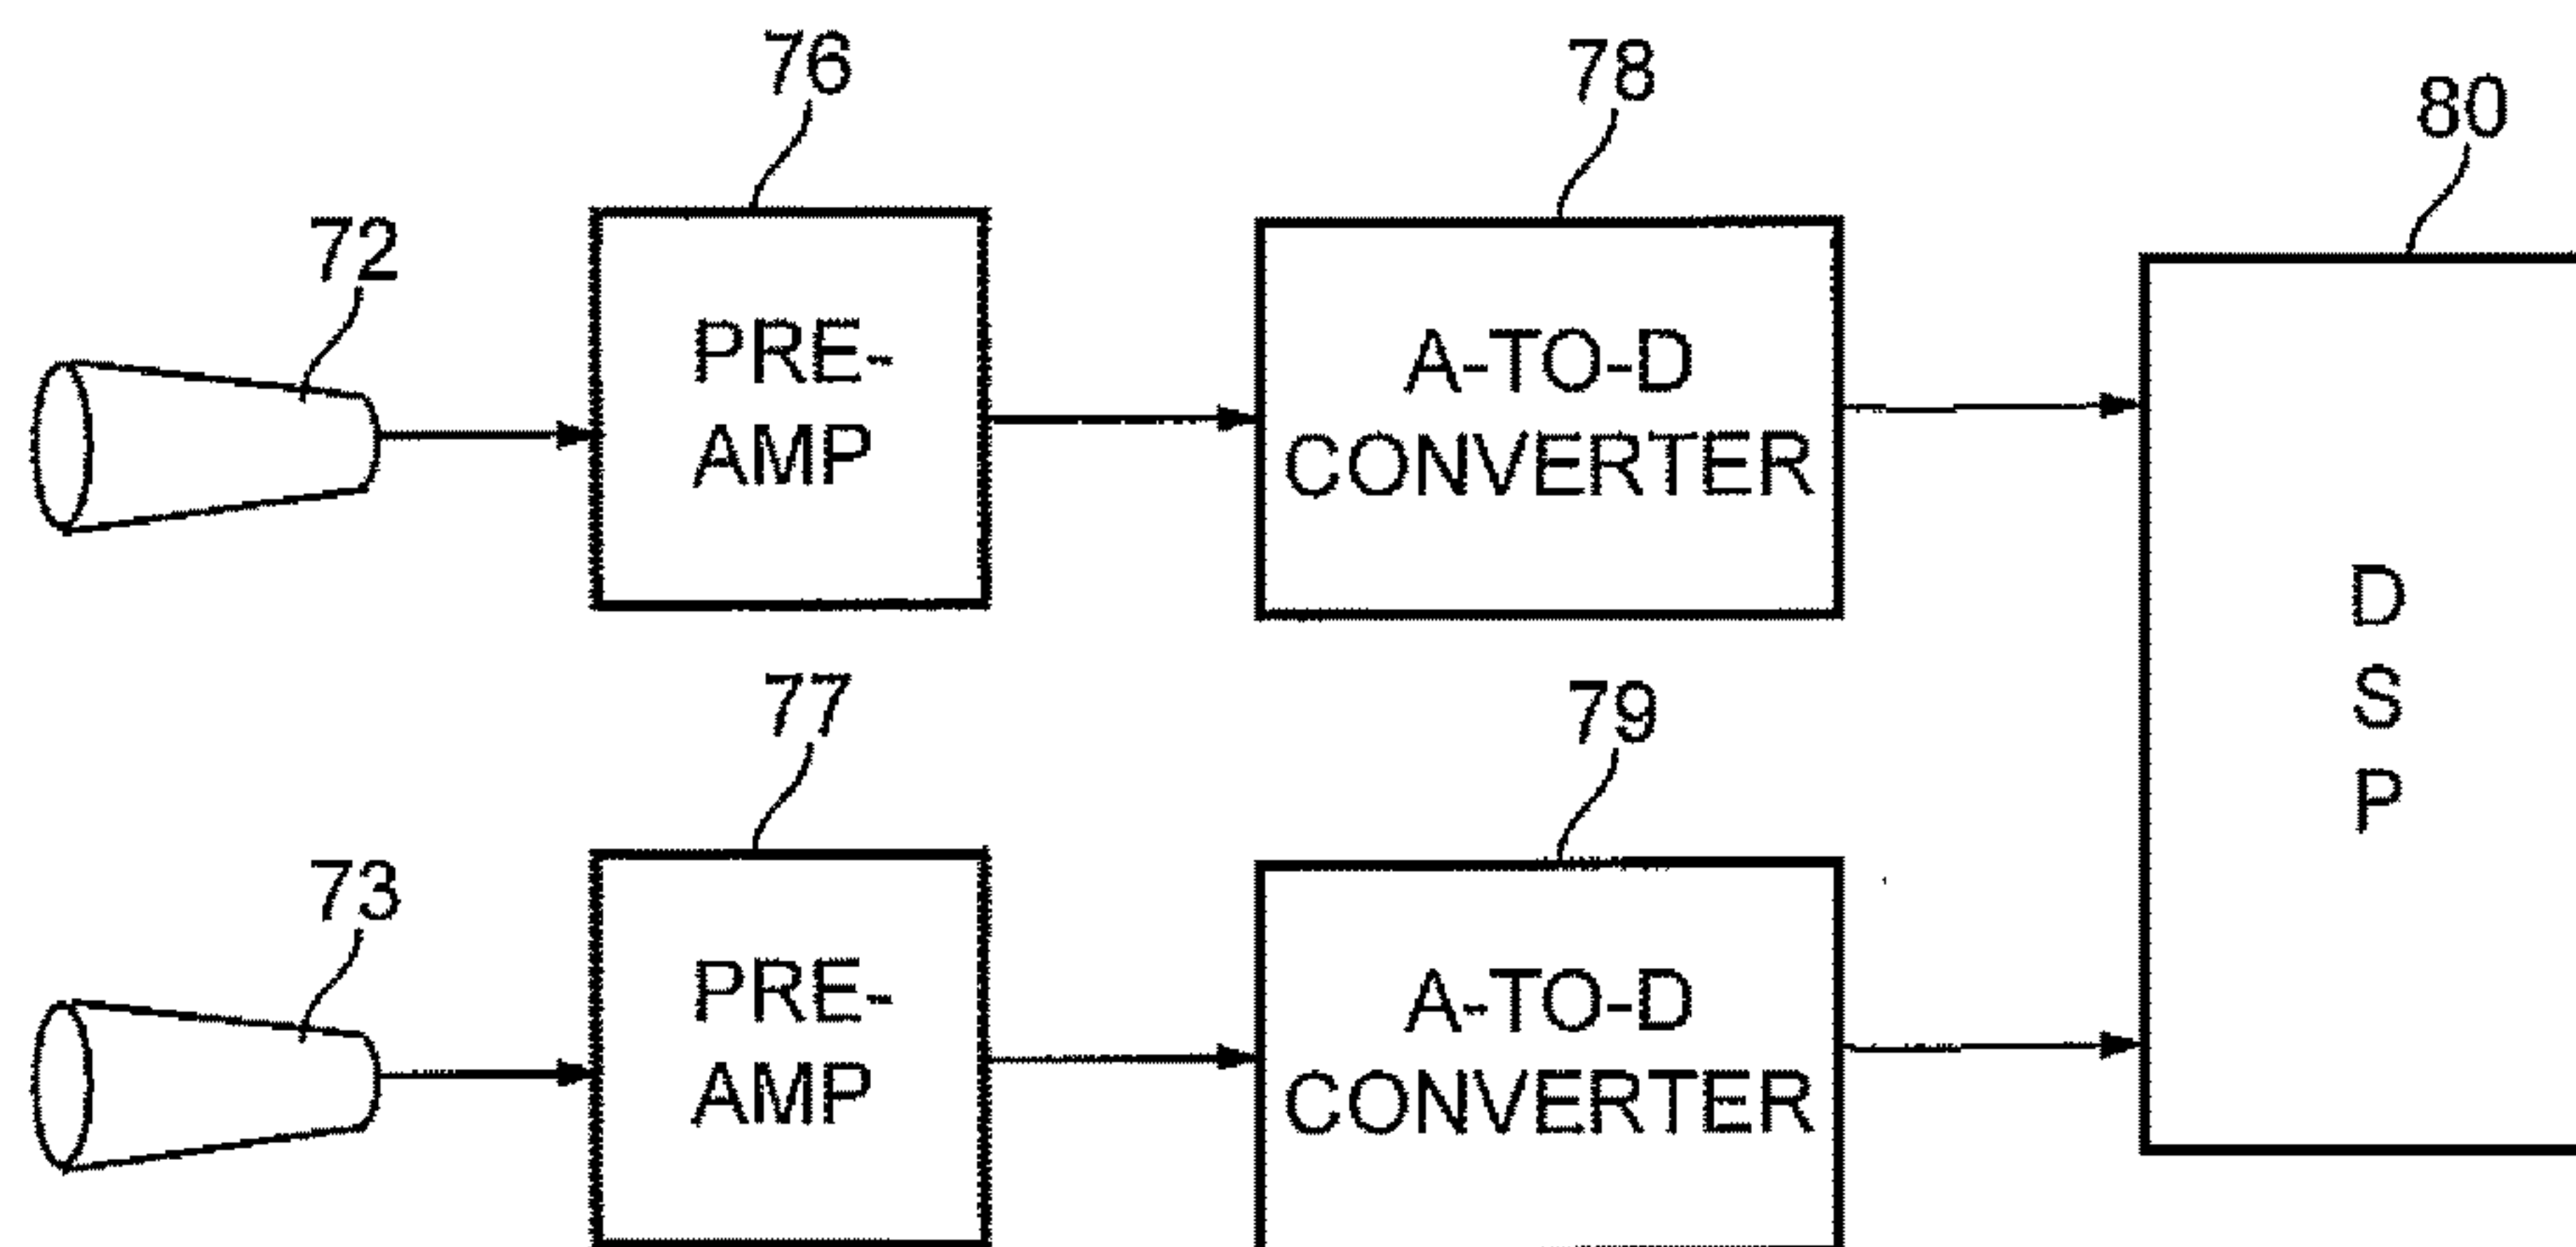 76
78
80
72
PRE-
AMP
A-TO-D
CONVERTER
D
S
P
77
79
73
PRE-
AMP
A-TO-D
CONVERTER